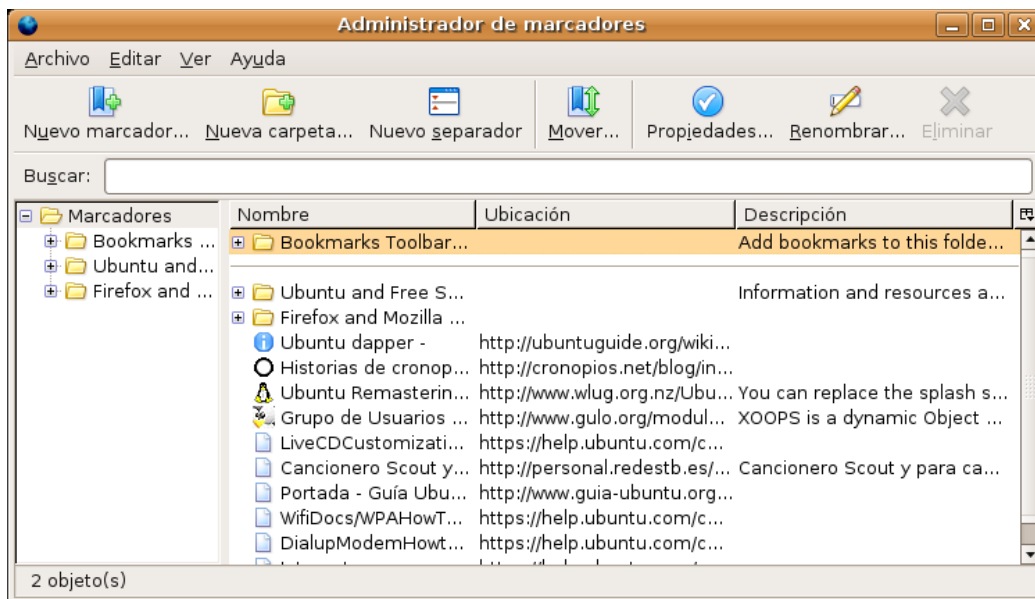 Administrador de marcadores
Archivo Editar Ver Ayuda
Nuevo marcador... Nueva carpeta... Nuevo separador Mover... Propiedades... Renombrar... Eliminar
Buscar:
Marcadores
Bookmarks ...
Ubuntu and...
Firefox and ...
Nombre Ubicación Descripción
Bookmarks Toolbar... Add bookmarks to this folde...
Ubuntu and Free S... Information and resources a...
Firefox and Mozilla ...
Ubuntu dapper - http://ubuntuguide.org/wiki...
Historias de cronop... http://cronopios.net/blog/in...
Ubuntu Remasterin... http://www.wlug.org.nz/Ubu... You can replace the splash s...
Grupo de Usuarios ... http://www.gulo.org/modul... XOOPS is a dynamic Object ...
LiveCDCustomizati... https://help.ubuntu.com/c...
Cancionero Scout y... http://personal.redestb.es/... Cancionero Scout y para ca...
Portada - Guía Ubu... http://www.guia-ubuntu.org...
WifiDocs/WPAHowT... https://help.ubuntu.com/c...
DialupModemHowt... https://help.ubuntu.com/c...
2 objeto(s)